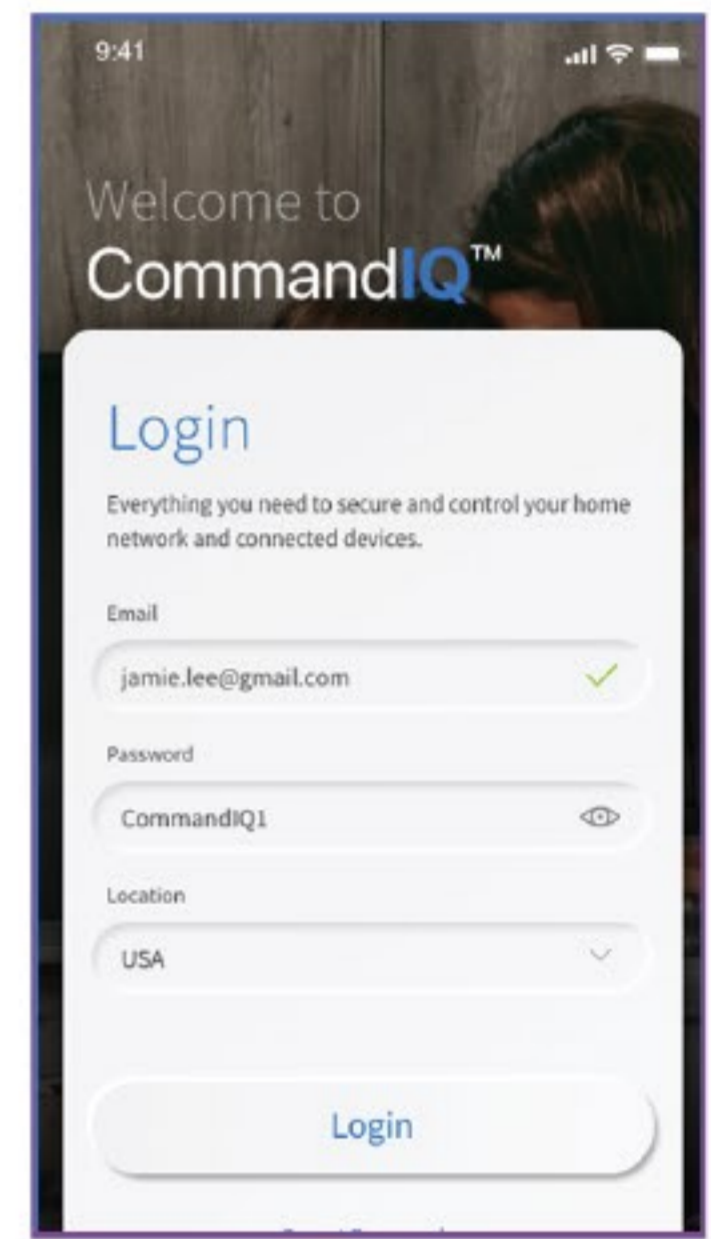 9:41
Welcome to
CommandIQ™
Login
Everything you need to secure and control your home
network and connected devices.
Email
jamie.lee@gmail.com
Password
CommandIQ1
Location
USA
Login